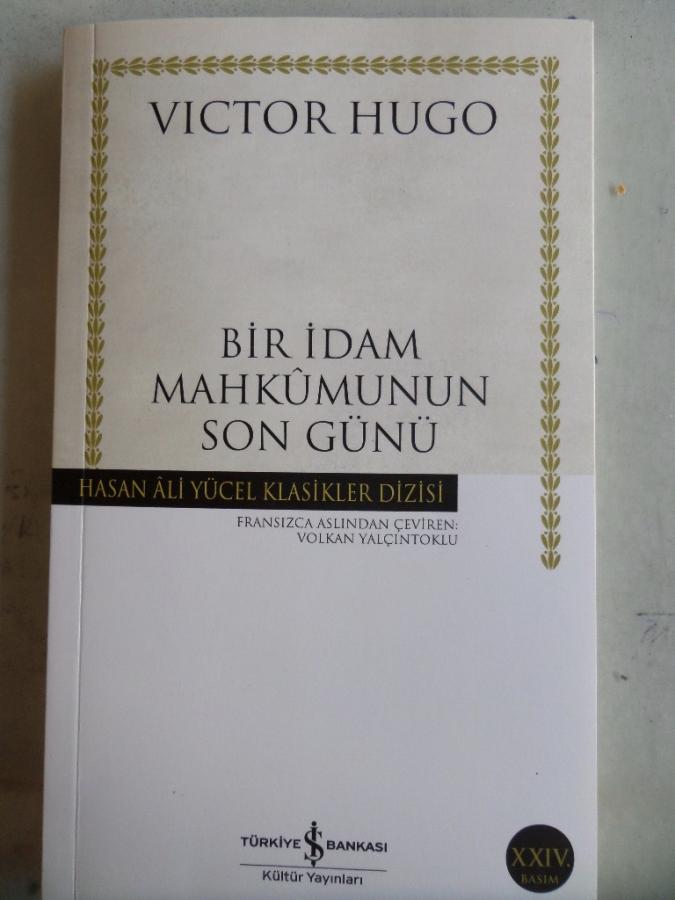 VICTOR HUGO
BİR İDAM
MAHKÛMUNUN
SON GÜNÜ
HASAN ÂLİ YÜCEL KLASİKLER DİZİSİ
FRANSIZCA ASLINDAN ÇEVİREN:
VOLKAN YALÇINTOKLU
TÜRKİYE İŞ BANKASI
Kültür Yayınları
XXIV.
BASIM